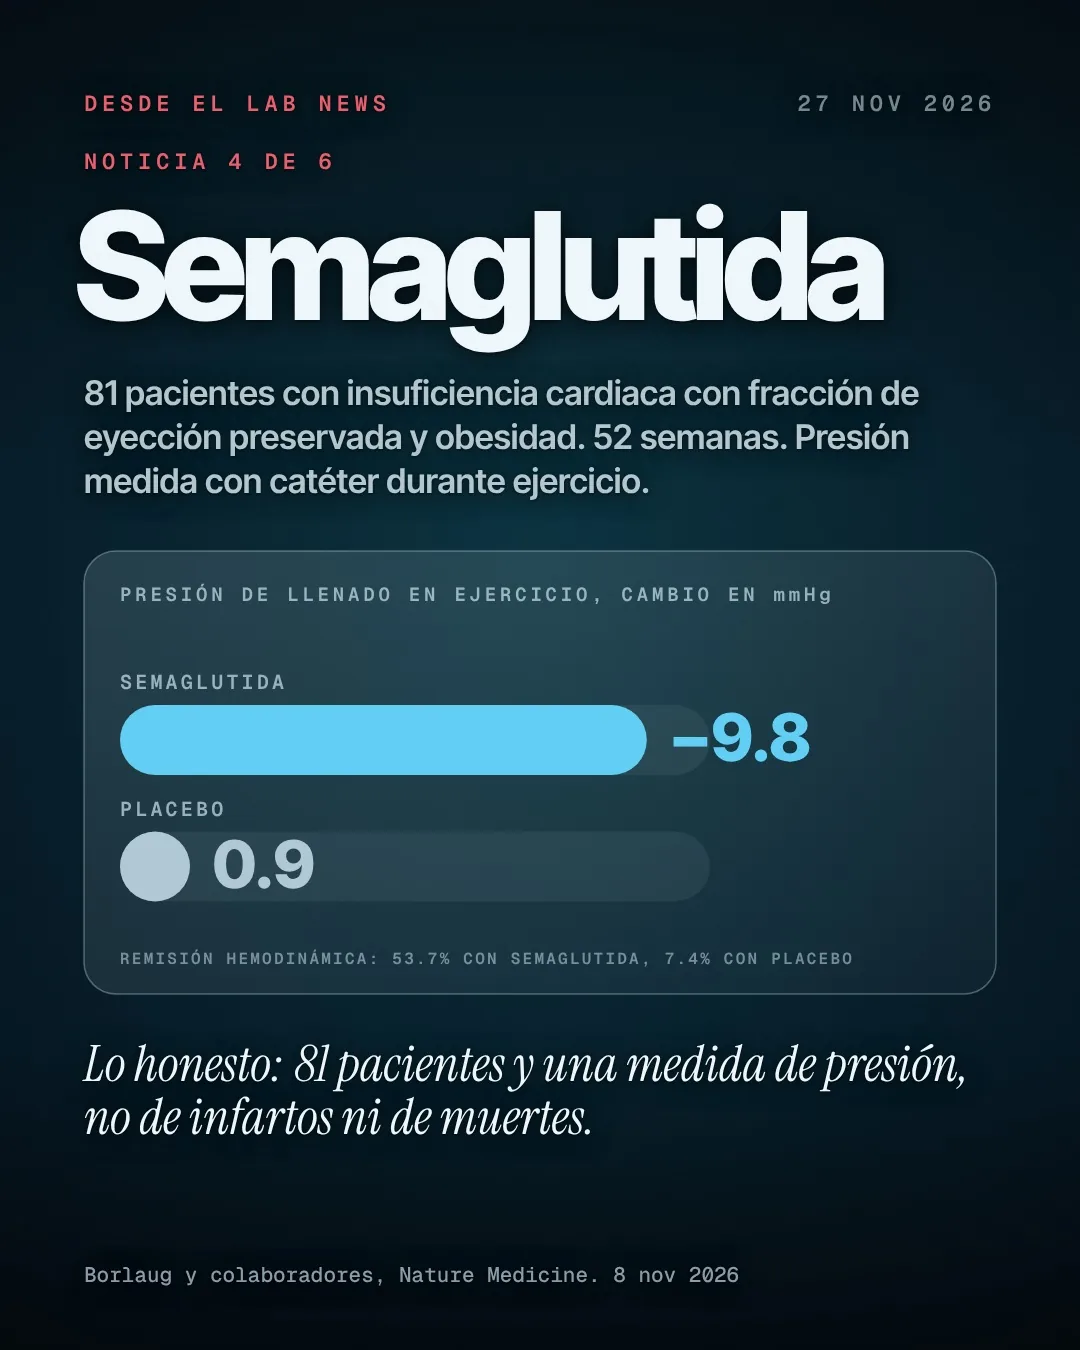 DESDE EL LAB NEWS
27 NOV 2026
NOTICIA 4 DE 6
Semaglutida
81 pacientes con insuficiencia cardiaca con fracción de
eyección preservada y obesidad. 52 semanas. Presión
medida con catéter durante ejercicio.
PRESIÓN DE LLENADO EN EJERCICIO, CAMBIO EN mmHg
SEMAGLUTIDA
−9.8
PLACEBO
0.9
REMISIÓN HEMODINÁMICA: 53.7% CON SEMAGLUTIDA, 7.4% CON PLACEBO
Lo honesto: 81 pacientes y una medida de presión,
no de infartos ni de muertes.
Borlaug y colaboradores, Nature Medicine. 8 nov 2026